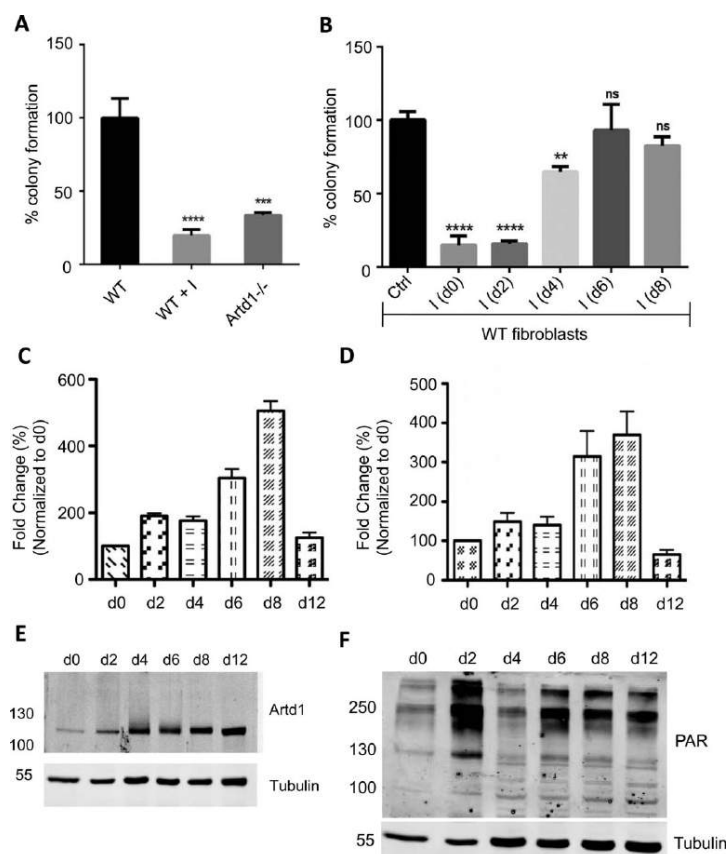 A
% colony formation
150
100
50
0
****
***
WT
WT + I
Artd1-/-
B
% colony formation
150
100
50
0
****
****
**
ns
ns
Ctrl
I (d0)
I (d2)
I (d4)
I (d6)
I (d8)
WT fibroblasts
C
Fold Change (%)
(Normalized to d0)
600
400
200
0
d0 d2 d4 d6 d8 d12
D
Fold Change (%)
(Normalized to d0)
500
400
300
200
100
0
d0 d2 d4 d6 d8 d12
E
d0 d2 d4 d6 d8 d12
130
100
Artd1
55
Tubulin
F
d0 d2 d4 d6 d8 d12
250
130
100
PAR
55
Tubulin